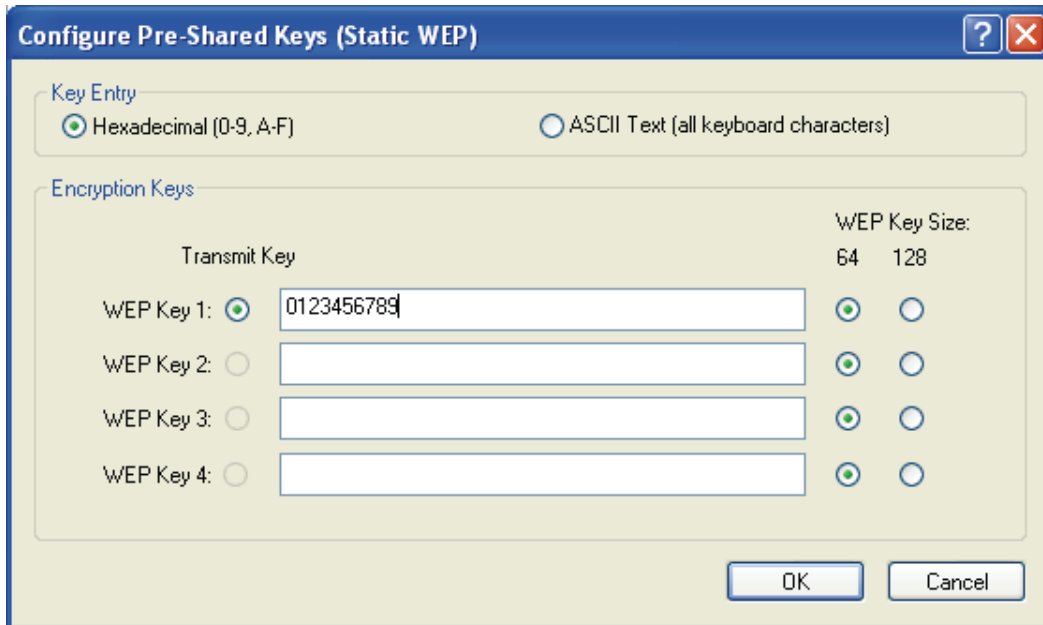 Configure Pre-Shared Keys (Static WEP)
Key Entry
Hexadecimal (0-9, A-F) ASCII Text (all keyboard characters)
Encryption Keys
WEP Key Size:
Transmit Key 64 128
WEP Key 1: 0123456789
WEP Key 2:
WEP Key 3:
WEP Key 4:
OK Cancel